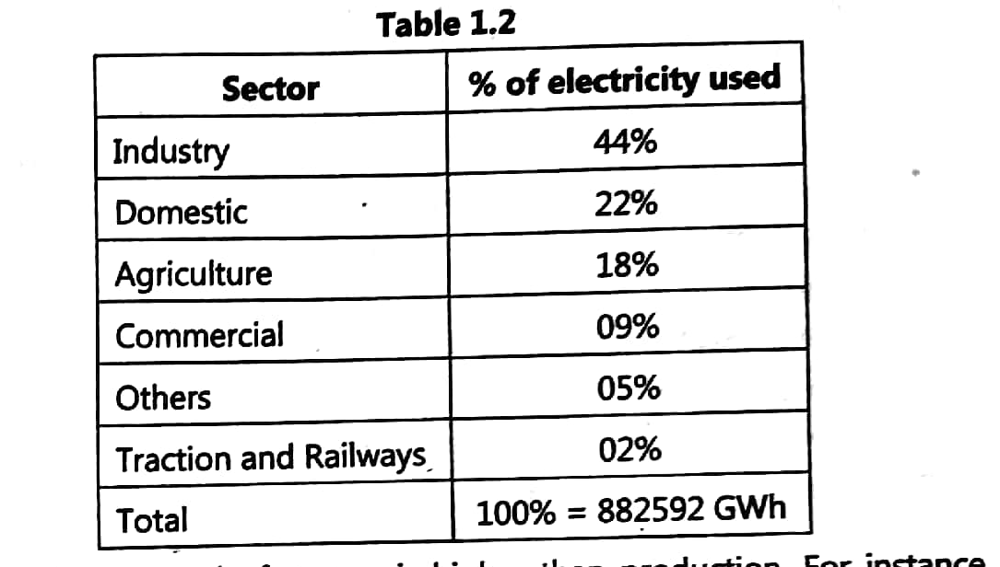 Table 1.2
Sector % of electricity used
Industry 44%
Domestic 22%
Agriculture 18%
Commercial 09%
Others 05%
Traction and Railways 02%
Total 100% = 882592 GWh
than production. For instance